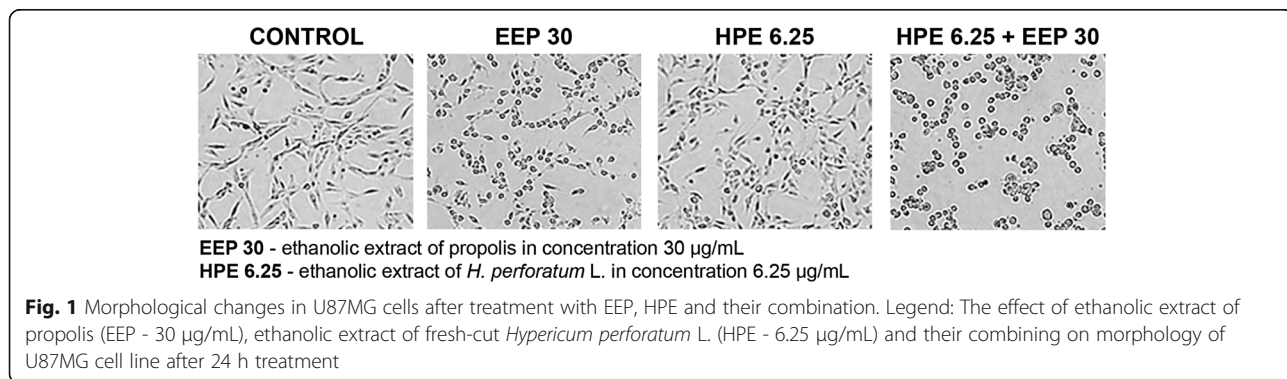 CONTROL
EEP 30
HPE 6.25
HPE 6.25 + EEP 30
EEP 30 - ethanolic extract of propolis in concentration 30 µg/mL
HPE 6.25 - ethanolic extract of H. perforatum L. in concentration 6.25 µg/mL
Fig. 1 Morphological changes in U87MG cells after treatment with EEP, HPE and their combination. Legend: The effect of ethanolic extract of
propolis (EEP - 30 μg/mL), ethanolic extract of fresh-cut Hypericum perforatum L. (HPE - 6.25 μg/mL) and their combining on morphology of
U87MG cell line after 24 h treatment